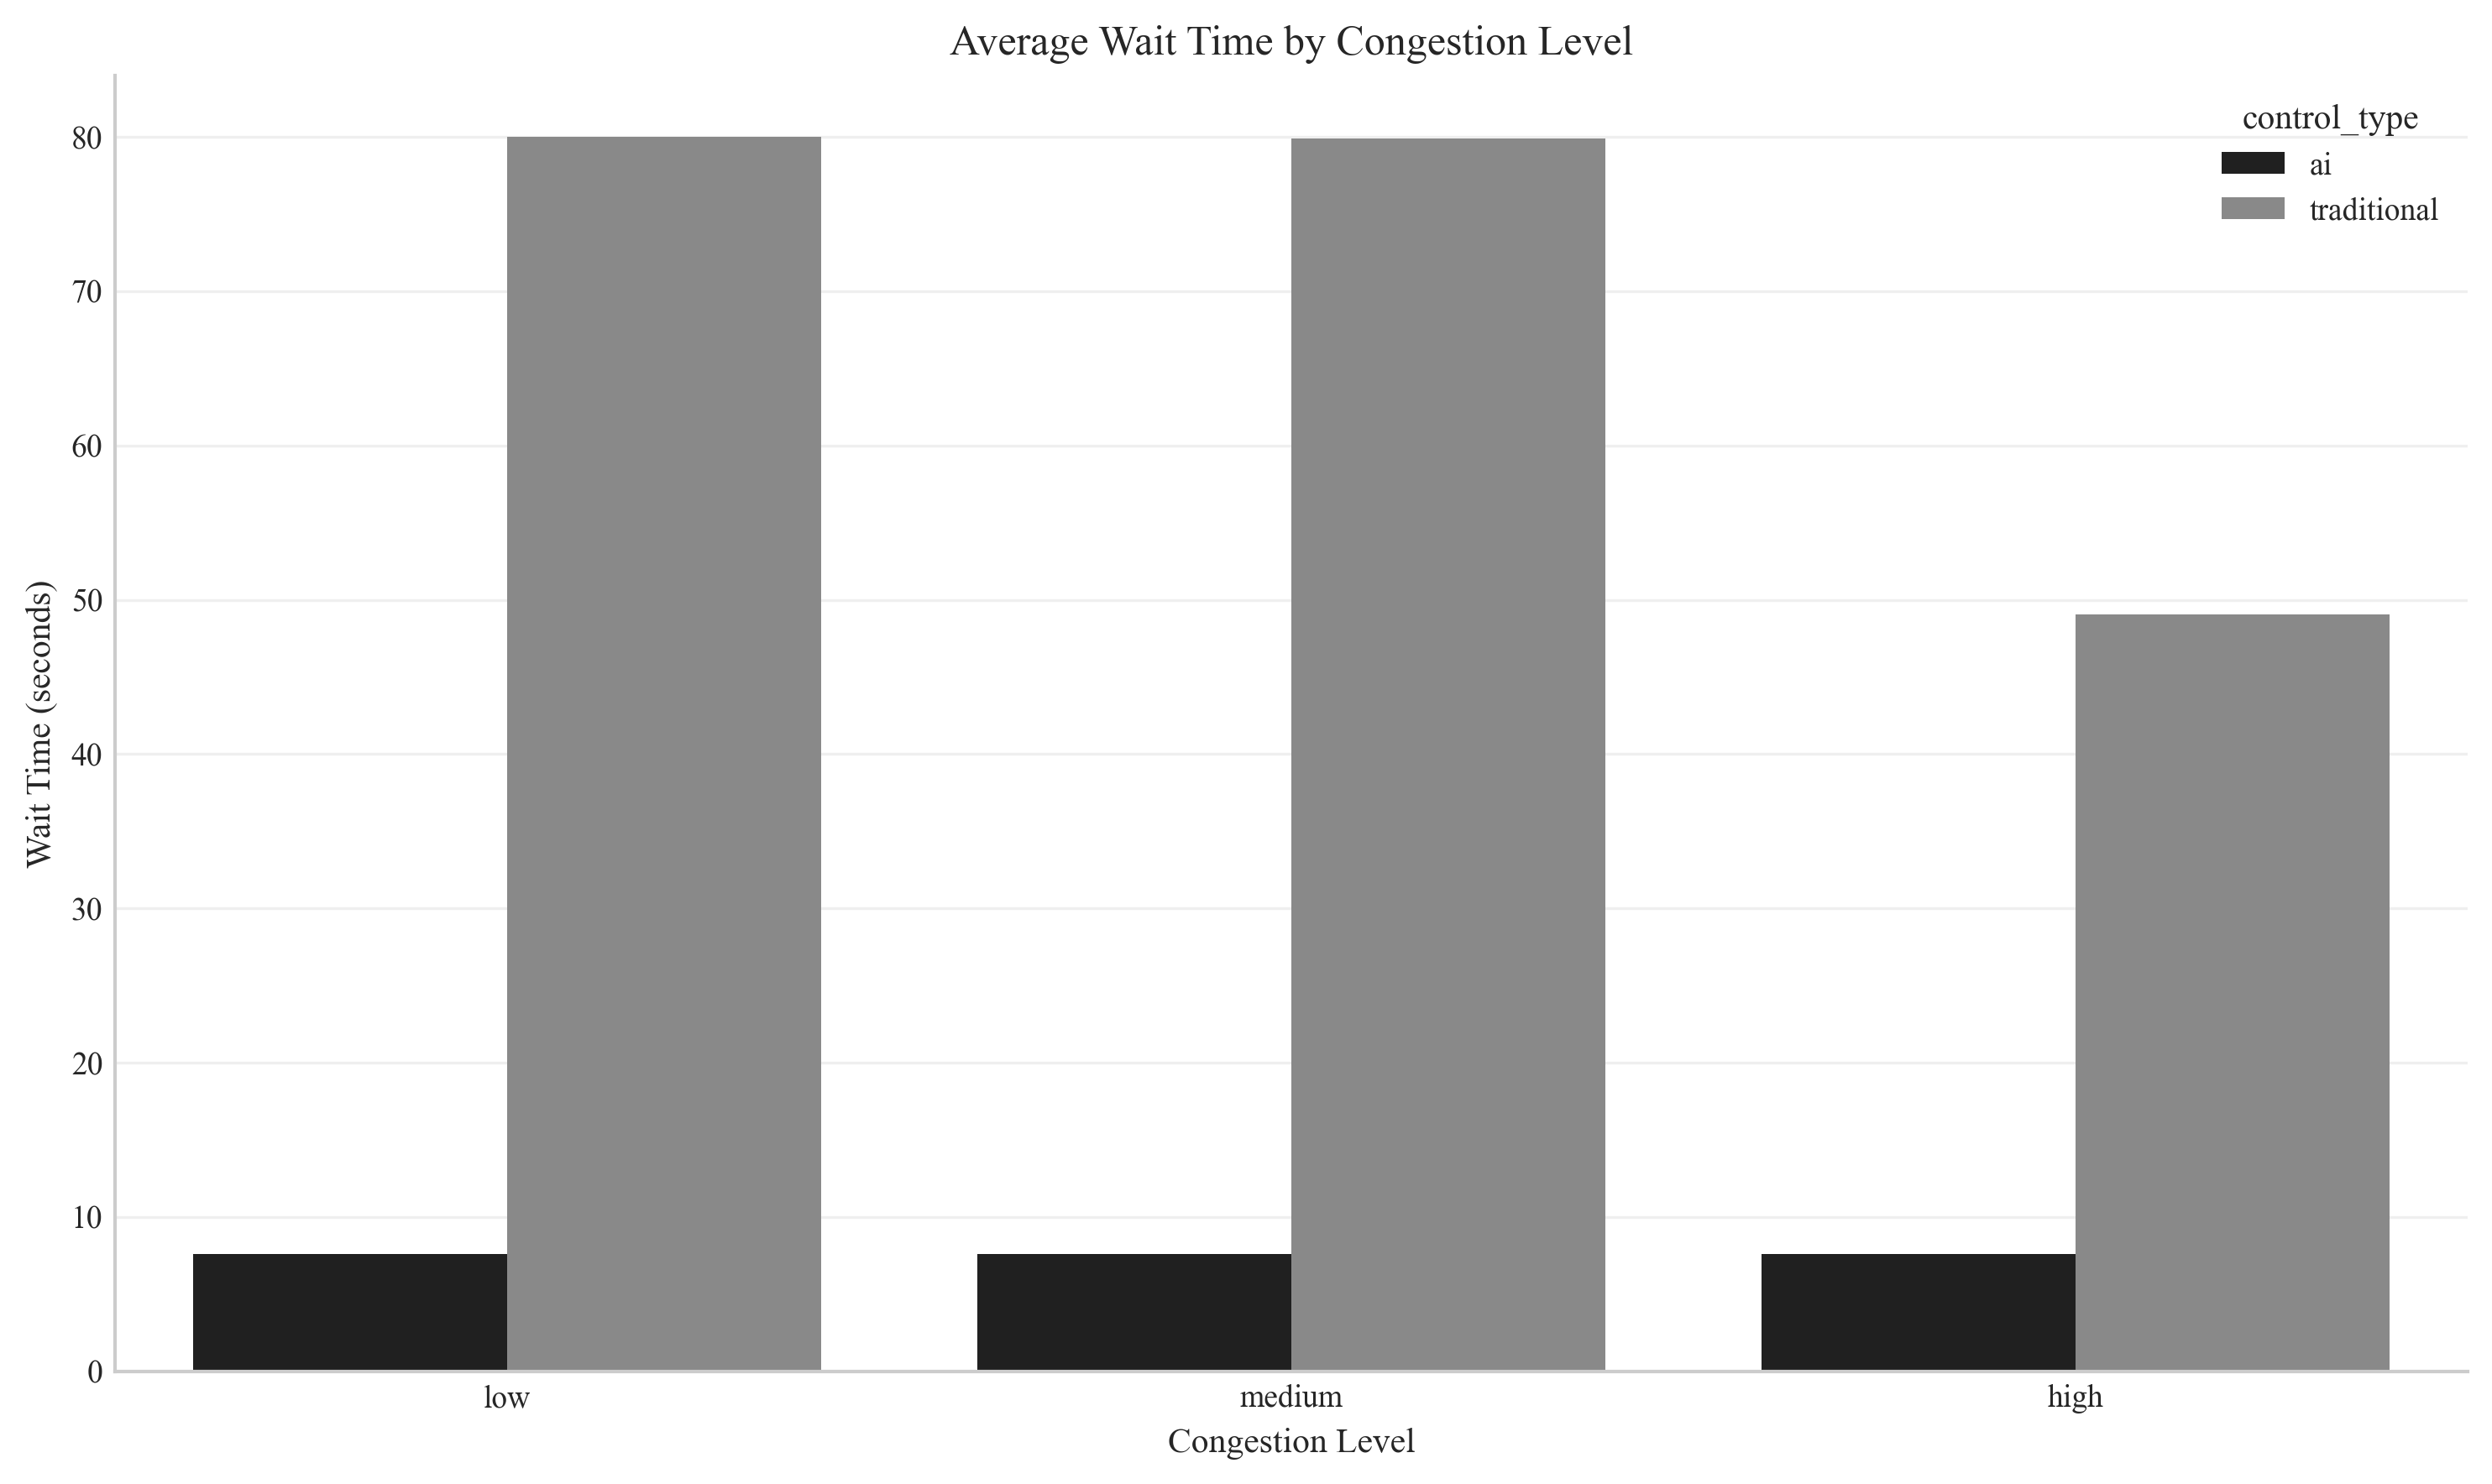 Average Wait Time by Congestion Level
control_type
ai
traditional
80
70
60
50
40
30
20
10
0
Wait Time (seconds)
low medium high
Congestion Level